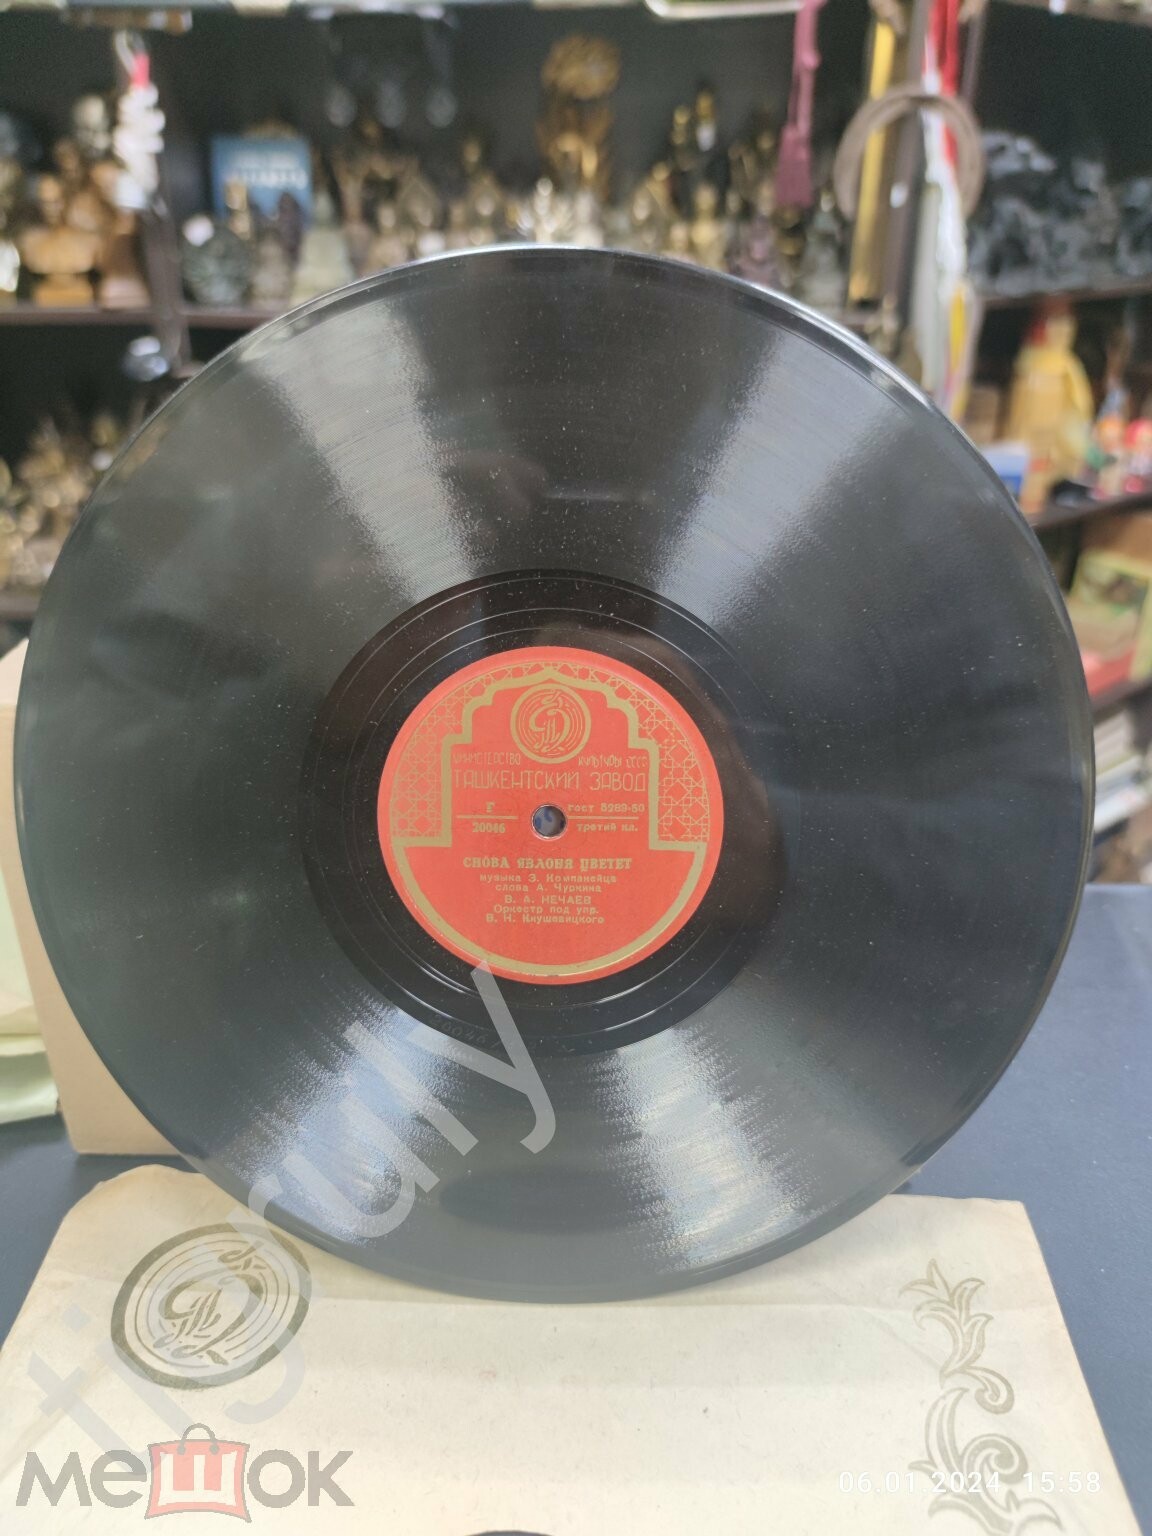 МИНИСТЕРСТВО КУЛЬТУРЫ СССР
ТАШКЕНТСКИЙ ЗАВОД
Г ГОСТ 5289-50
20046 третий кл.
СНОВА ЯБЛОНЯ ЦВЕТЕТ
музыка З. Компанейца
слова А. Чуркина
В. А. НЕЧАЕВ
Оркестр под упр.
В. Н. Кнушевицкого
мешок
06.01.2024 15:58